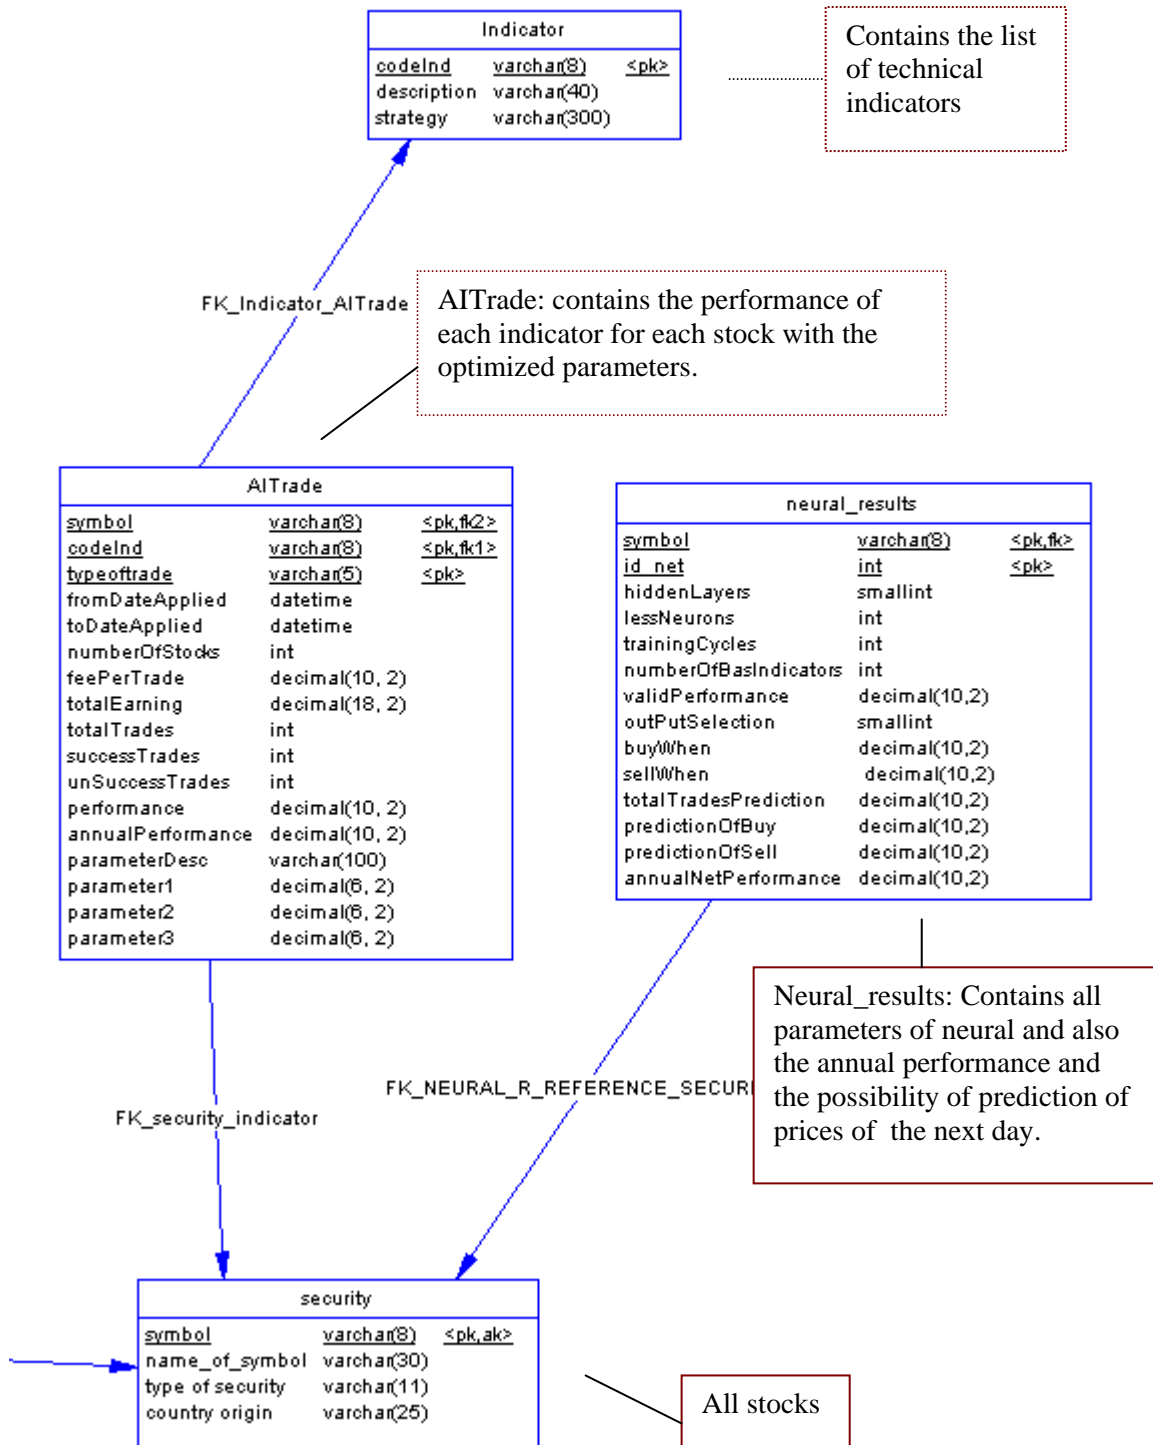 Indicator
codeInd varchar(8) <pk>
description varchar(40)
strategy varchar(300)
Contains the list
of technical
indicators
FK_Indicator_AITrade
AITrade: contains the performance of
each indicator for each stock with the
optimized parameters.
AITrade
symbol varchar(8) <pk,fk2>
codeInd varchar(8) <pk,fk1>
typeoftrade varchar(5) <pk>
fromDateApplied datetime
toDateApplied datetime
numberOfStocks int
feePerTrade decimal(10, 2)
totalEarning decimal(18, 2)
totalTrades int
successTrades int
unSuccessTrades int
performance decimal(10, 2)
annualPerformance decimal(10, 2)
parameterDesc varchar(100)
parameter1 decimal(6, 2)
parameter2 decimal(6, 2)
parameter3 decimal(6, 2)
neural_results
symbol varchar(8) <pk,fk>
id_net int <pk>
hiddenLayers smallint
lessNeurons int
trainingCycles int
numberOfBasIndicators int
validPerformance decimal(10,2)
outPutSelection smallint
buyWhen decimal(10,2)
sellWhen decimal(10,2)
totalTradesPrediction decimal(10,2)
predictionOfBuy decimal(10,2)
predictionOfSell decimal(10,2)
annualNetPerformance decimal(10,2)
Neural_results: Contains all
parameters of neural and also
the annual performance and
the possibility of prediction of
prices of the next day.
FK_NEURAL_R_REFERENCE_SECURI
FK_security_indicator
security
symbol varchar(8) <pk,ak>
name_of_symbol varchar(30)
type of security varchar(11)
country origin varchar(25)
All stocks